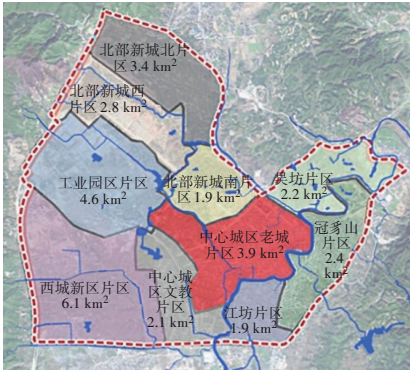 北部新城北片
区 3.4 km²
北部新城西
片区 2.8 km²
工业园区片区
4.6 km²
北部新城南片
区 1.9 km²
吴坊片区
2.2 km²
冠豸山
片区
2.4
km²
中心城区老城
片区 3.9 km²
西城新区片区
6.1 km²
中心城
区文教
片区
2.1 km²
江坊片区
1.9 km²